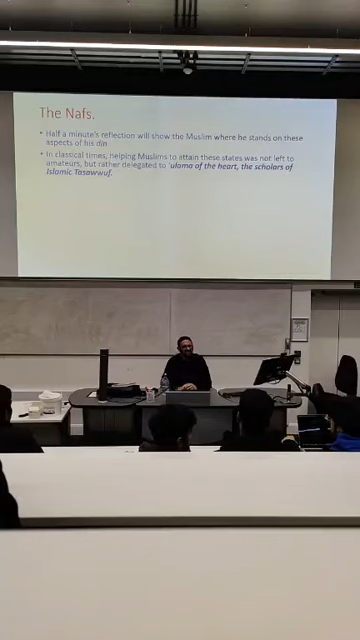 The Nafs.
• Half a minute's reflection will show the Muslim where he stands on these
aspects of his din
• In classical times, helping Muslims to attain these states was not left to
amateurs, but rather delegated to 'ulama of the heart, the scholars of
Islamic Tasawwuf.